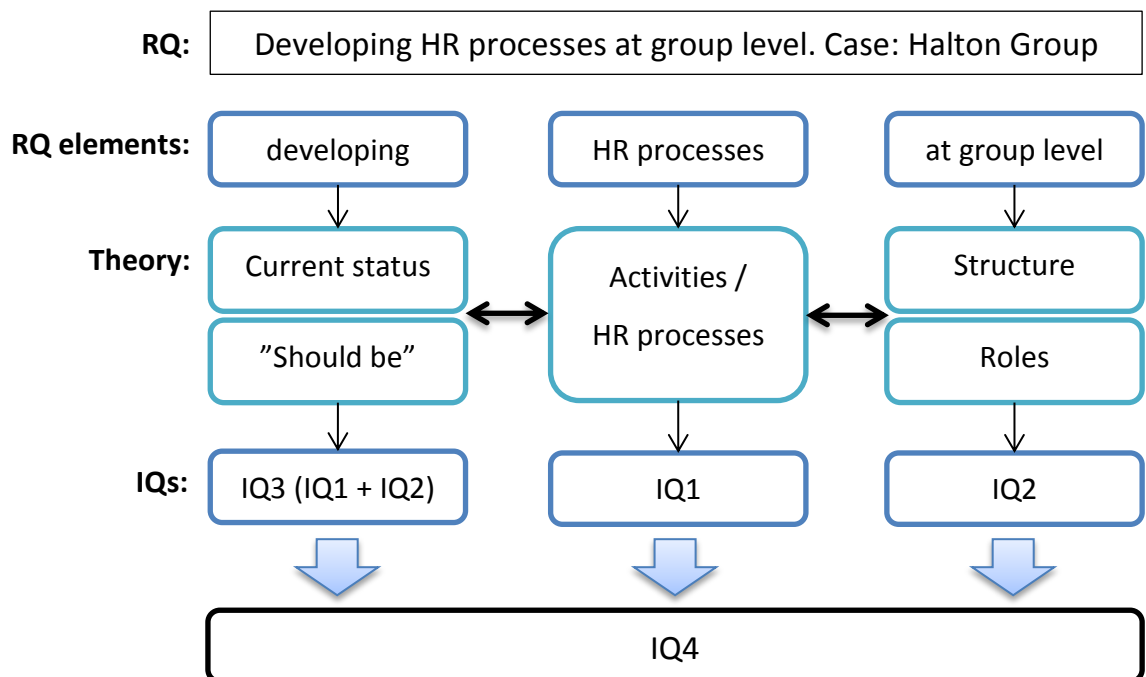 RQ: Developing HR processes at group level. Case: Halton Group
RQ elements: developing HR processes at group level
Theory: Current status
”Should be”
Activities /
HR processes
Structure
Roles
IQs: IQ3 (IQ1 + IQ2) IQ1 IQ2
IQ4